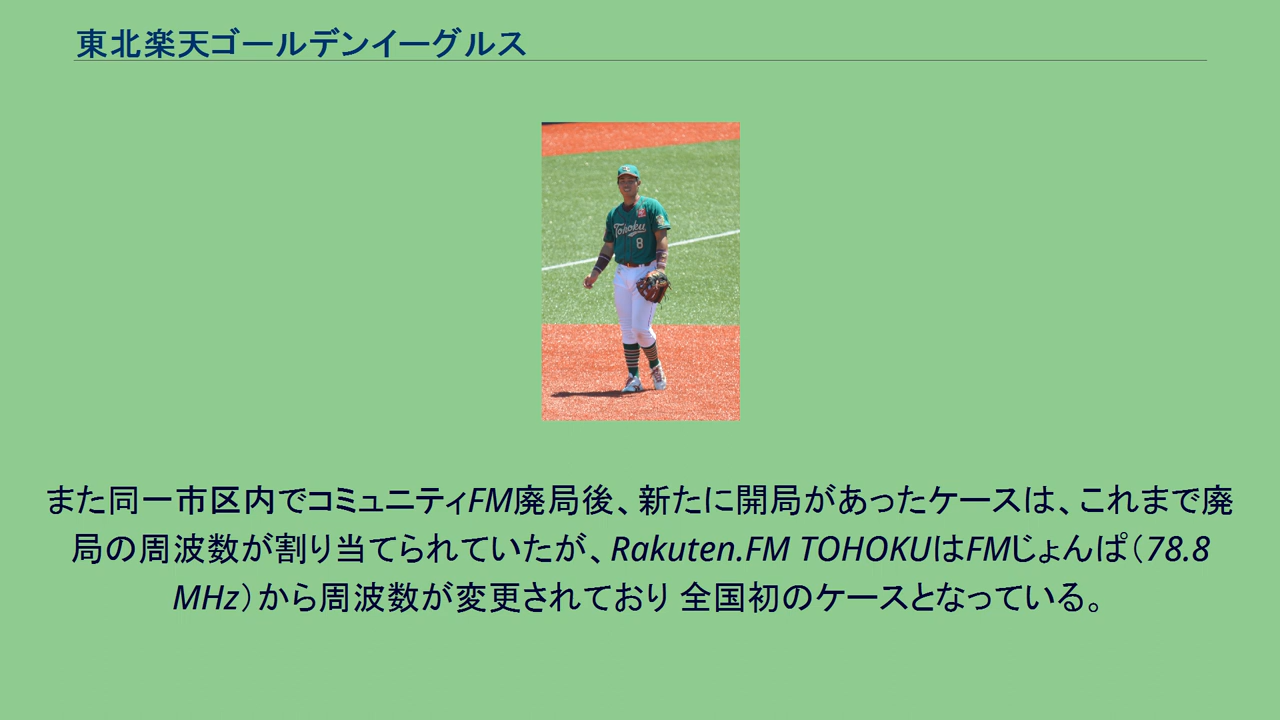 東北楽天ゴールデンイーグルス
Tohoku
8
また同一市区内でコミュニティFM廃局後、新たに開局があったケースは、これまで廃
局の周波数が割り当てられていたが、Rakuten.FM TOHOKUはFMじょんぱ（78.8
MHz）から周波数が変更されており 全国初のケースとなっている。